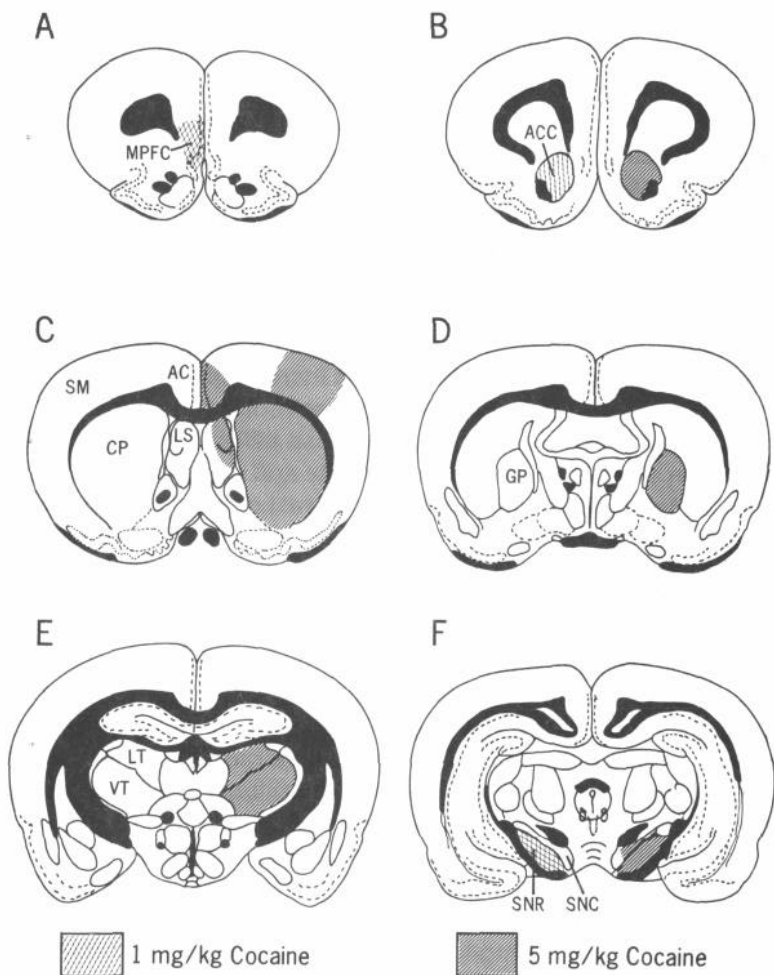 A
B
MPFC
ACC
C
D
SM
AC
LS
CP
GP
E
F
LT
VT
SNR SNC
1 mg/kg Cocaine
5 mg/kg Cocaine